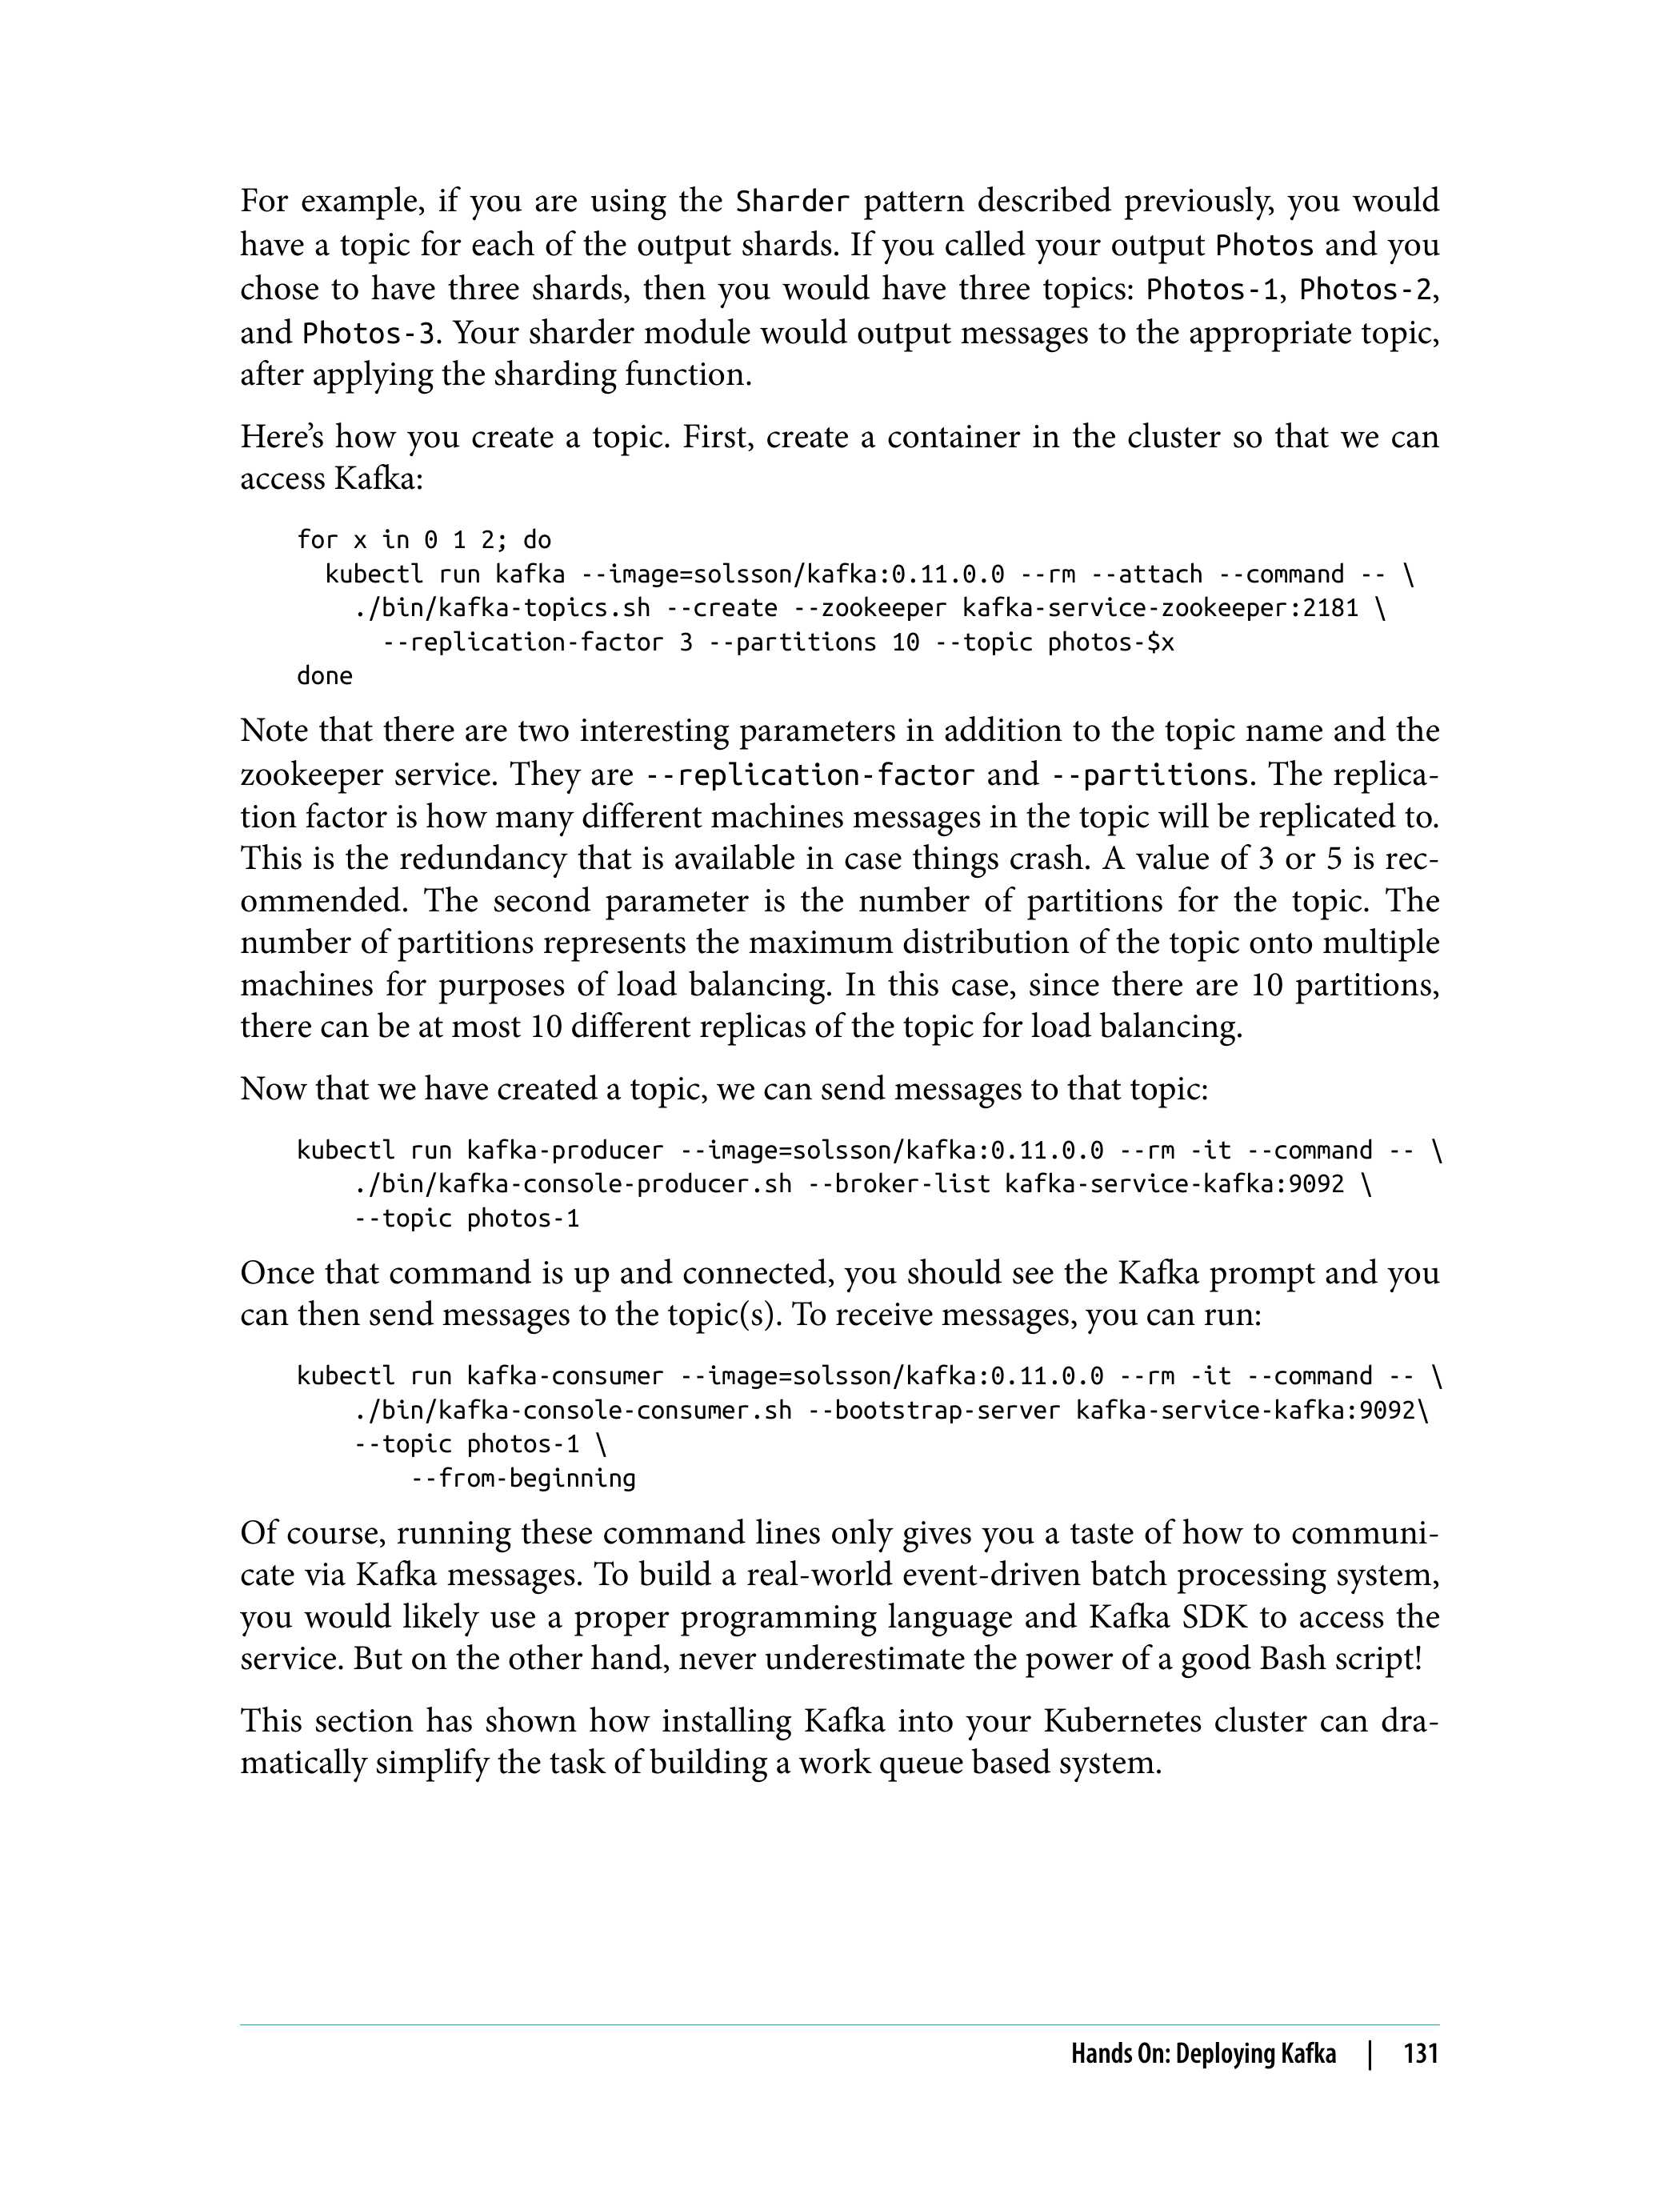 For example, if you are using the Sharder pattern described previously, you would
have a topic for each of the output shards. If you called your output Photos and you
chose to have three shards, then you would have three topics: Photos-1, Photos-2,
and Photos-3. Your sharder module would output messages to the appropriate topic,
after applying the sharding function.
Here’s how you create a topic. First, create a container in the cluster so that we can
access Kafka:
for x in 0 1 2; do
  kubectl run kafka --image=solsson/kafka:0.11.0.0 --rm --attach --command -- \
    ./bin/kafka-topics.sh --create --zookeeper kafka-service-zookeeper:2181 \
      --replication-factor 3 --partitions 10 --topic photos-$x
done
Note that there are two interesting parameters in addition to the topic name and the
zookeeper service. They are --replication-factor and --partitions. The replica-
tion factor is how many different machines messages in the topic will be replicated to.
This is the redundancy that is available in case things crash. A value of 3 or 5 is rec-
ommended. The second parameter is the number of partitions for the topic. The
number of partitions represents the maximum distribution of the topic onto multiple
machines for purposes of load balancing. In this case, since there are 10 partitions,
there can be at most 10 different replicas of the topic for load balancing.
Now that we have created a topic, we can send messages to that topic:
kubectl run kafka-producer --image=solsson/kafka:0.11.0.0 --rm -it --command -- \
    ./bin/kafka-console-producer.sh --broker-list kafka-service-kafka:9092 \
    --topic photos-1
Once that command is up and connected, you should see the Kafka prompt and you
can then send messages to the topic(s). To receive messages, you can run:
kubectl run kafka-consumer --image=solsson/kafka:0.11.0.0 --rm -it --command -- \
    ./bin/kafka-console-consumer.sh --bootstrap-server kafka-service-kafka:9092\
    --topic photos-1 \
        --from-beginning
Of course, running these command lines only gives you a taste of how to communi-
cate via Kafka messages. To build a real-world event-driven batch processing system,
you would likely use a proper programming language and Kafka SDK to access the
service. But on the other hand, never underestimate the power of a good Bash script!
This section has shown how installing Kafka into your Kubernetes cluster can dra-
matically simplify the task of building a work queue based system.
Hands On: Deploying Kafka | 131